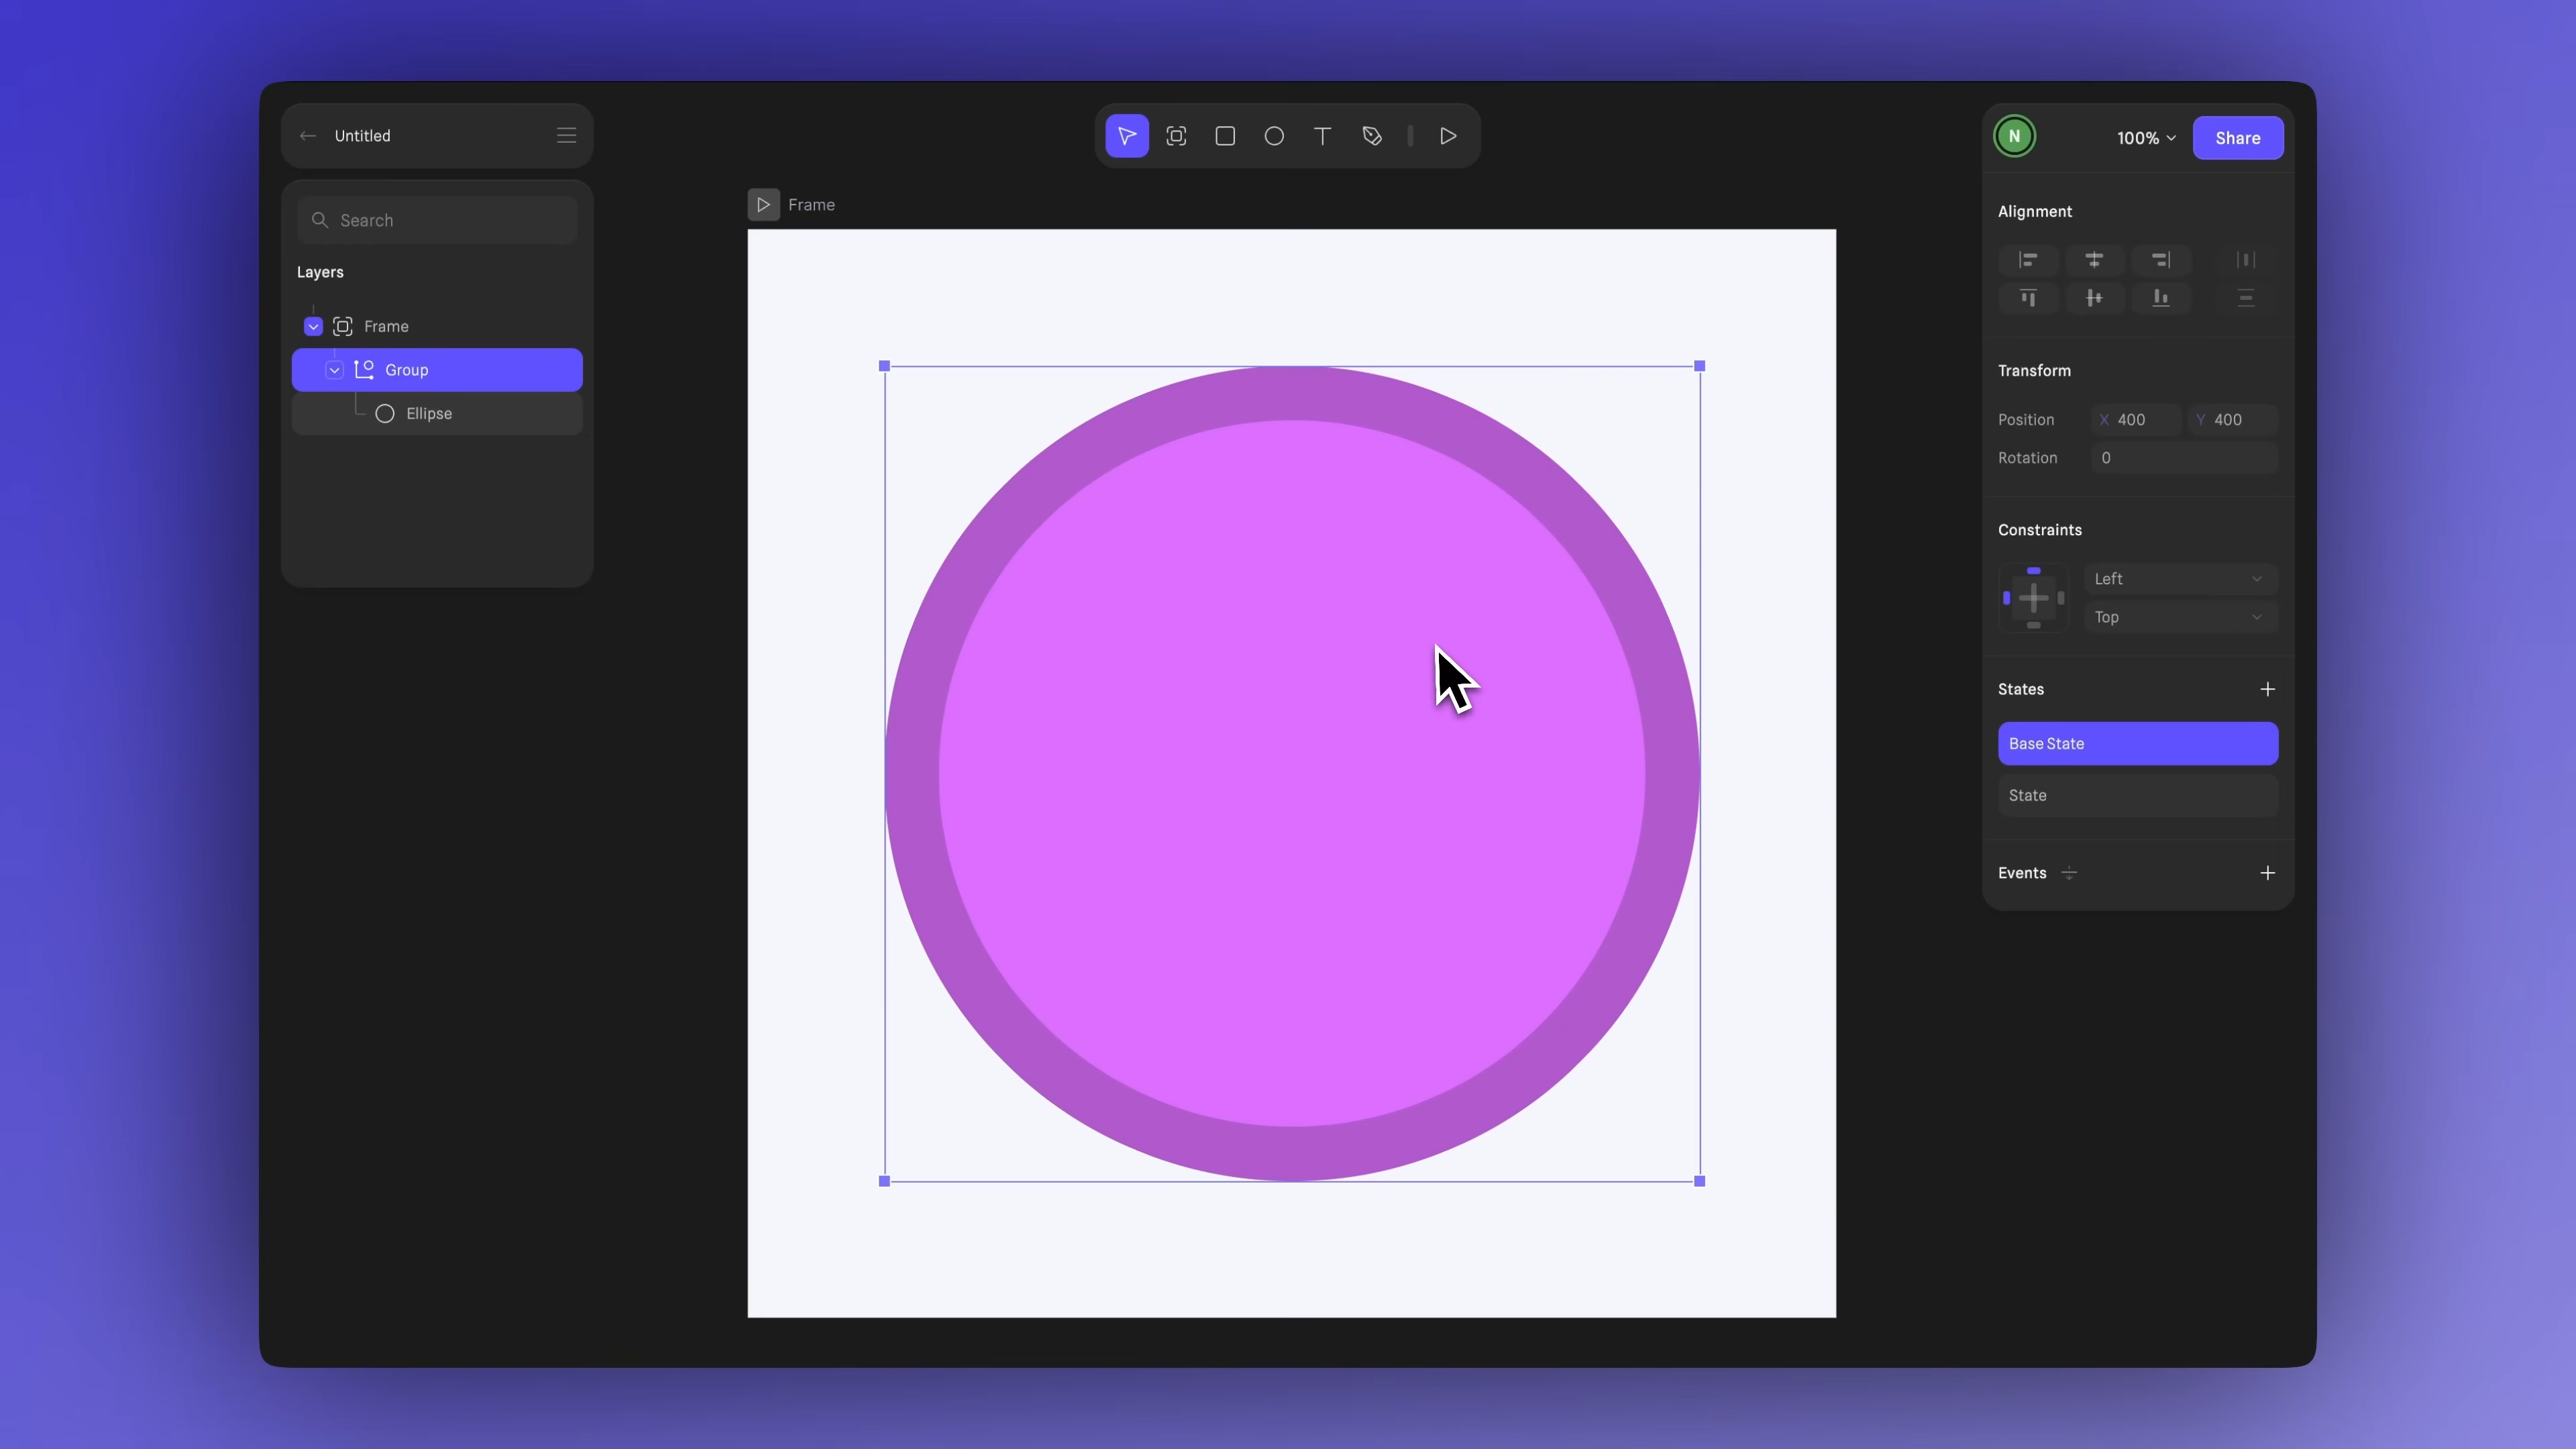 Untitled
Search
Layers
Frame
Group
Ellipse
Frame
N
100%
Share
Alignment
Transform
Position X 400 Y 400
Rotation 0
Constraints
Left
Top
States
Base State
State
Events